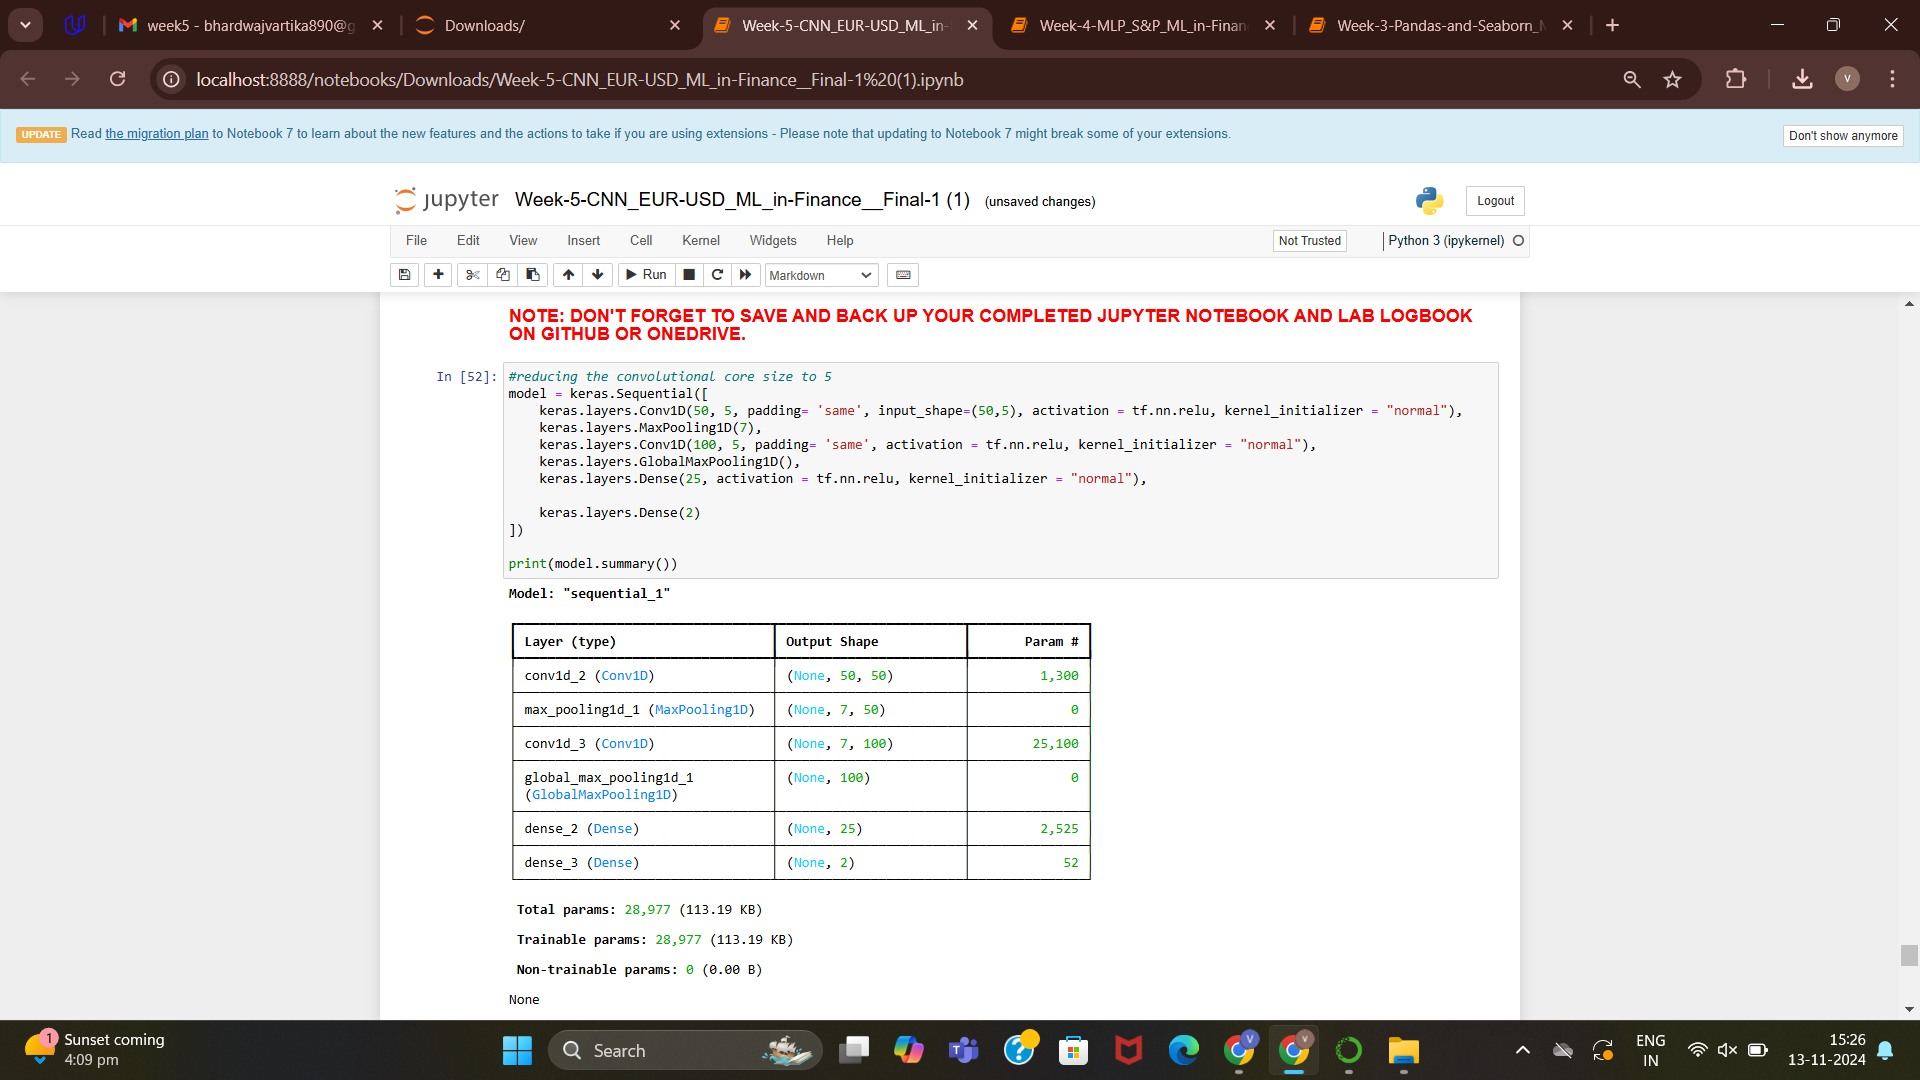 week5 - bhardwajvartika890@g
Downloads/
Week-5-CNN_EUR-USD_ML_in-
Week-4-MLP_S&P_ML_in-Finan
Week-3-Pandas-and-Seaborn_M
localhost:8888/notebooks/Downloads/Week-5-CNN_EUR-USD_ML_in-Finance__Final-1%20(1).ipynb
V
UPDATE Read the migration plan to Notebook 7 to learn about the new features and the actions to take if you are using extensions - Please note that updating to Notebook 7 might break some of your extensions.
Don't show anymore
jupyter Week-5-CNN_EUR-USD_ML_in-Finance__Final-1 (1) (unsaved changes)
Logout
File Edit View Insert Cell Kernel Widgets Help
Not Trusted
Python 3 (ipykernel)
Run
Markdown
NOTE: DON'T FORGET TO SAVE AND BACK UP YOUR COMPLETED JUPYTER NOTEBOOK AND LAB LOGBOOK
ON GITHUB OR ONEDRIVE.
In [52]: #reducing the convolutional core size to 5
model = keras.Sequential([
    keras.layers.Conv1D(50, 5, padding= 'same', input_shape=(50,5), activation = tf.nn.relu, kernel_initializer = "normal"),
    keras.layers.MaxPooling1D(7),
    keras.layers.Conv1D(100, 5, padding= 'same', activation = tf.nn.relu, kernel_initializer = "normal"),
    keras.layers.GlobalMaxPooling1D(),
    keras.layers.Dense(25, activation = tf.nn.relu, kernel_initializer = "normal"),
    keras.layers.Dense(2)
])
print(model.summary())
Model: "sequential_1"
Layer (type) Output Shape Param #
conv1d_2 (Conv1D) (None, 50, 50) 1,300
max_pooling1d_1 (MaxPooling1D) (None, 7, 50) 0
conv1d_3 (Conv1D) (None, 7, 100) 25,100
global_max_pooling1d_1 (None, 100) 0
(GlobalMaxPooling1D)
dense_2 (Dense) (None, 25) 2,525
dense_3 (Dense) (None, 2) 52
Total params: 28,977 (113.19 KB)
Trainable params: 28,977 (113.19 KB)
Non-trainable params: 0 (0.00 B)
None
1
Sunset coming
4:09 pm
Search
V
V
ENG
IN
15:26
13-11-2024